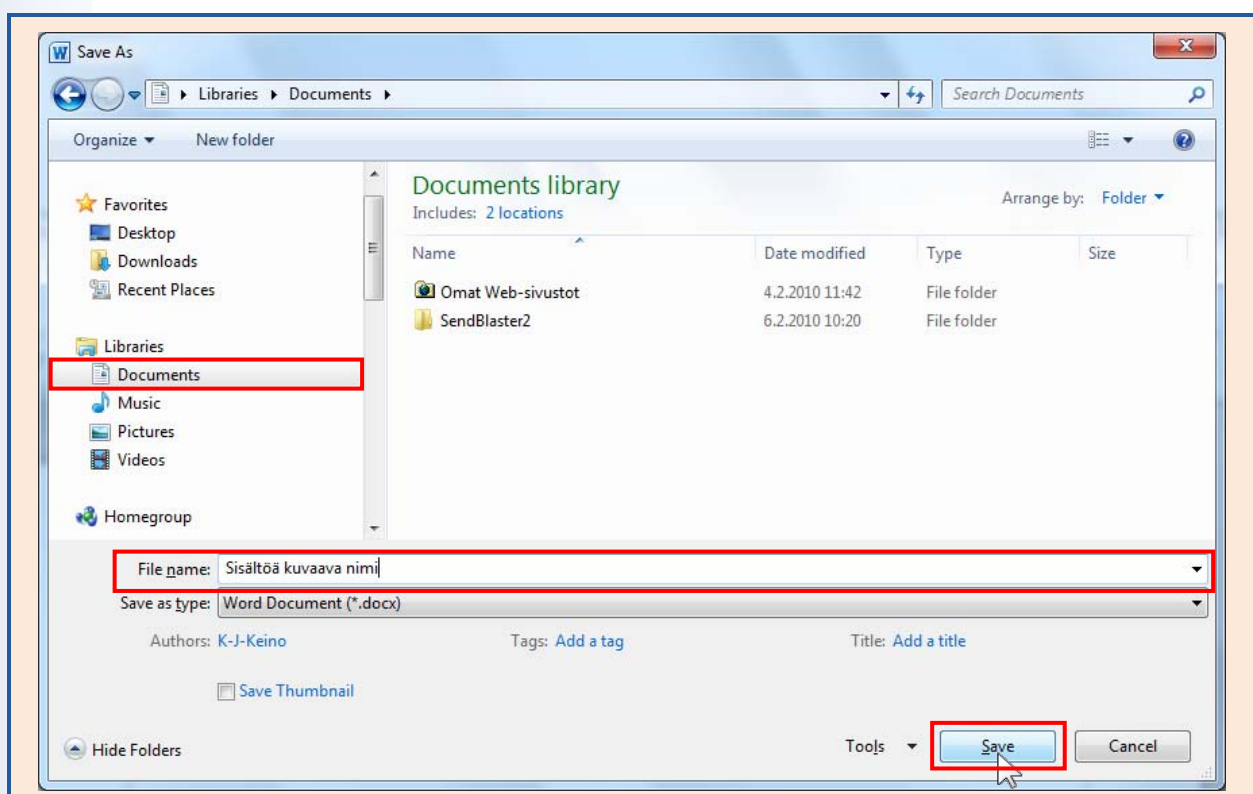 Save As
Libraries Documents
Search Documents
Organize New folder
Favorites
Desktop
Downloads
Recent Places
Libraries
Documents
Music
Pictures
Videos
Homegroup
Documents library
Includes: 2 locations
Arrange by: Folder
Name Date modified Type Size
Omat Web-sivustot 4.2.2010 11:42 File folder
SendBlaster2 6.2.2010 10:20 File folder
File name: Sisältöä kuvaava nimi
Save as type: Word Document (*.docx)
Authors: K-J-Keino Tags: Add a tag Title: Add a title
Save Thumbnail
Hide Folders Tools Save Cancel